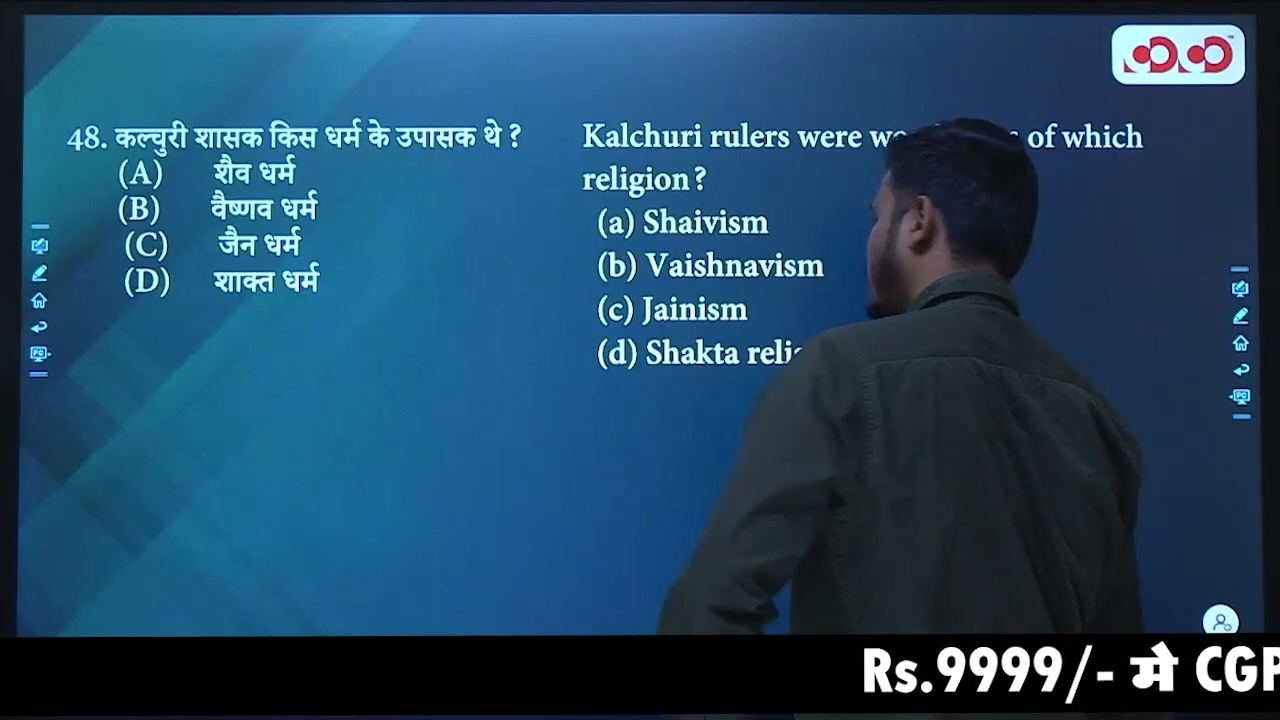 48. कल्चुरी शासक किस धर्म के उपासक थे ?
(A) शैव धर्म
(B) वैष्णव धर्म
(C) जैन धर्म
(D) शाक्त धर्म
Kalchuri rulers were of which
religion?
(a) Shaivism
(b) Vaishnavism
(c) Jainism
(d) Shakta
Rs.9999/- मे CGP